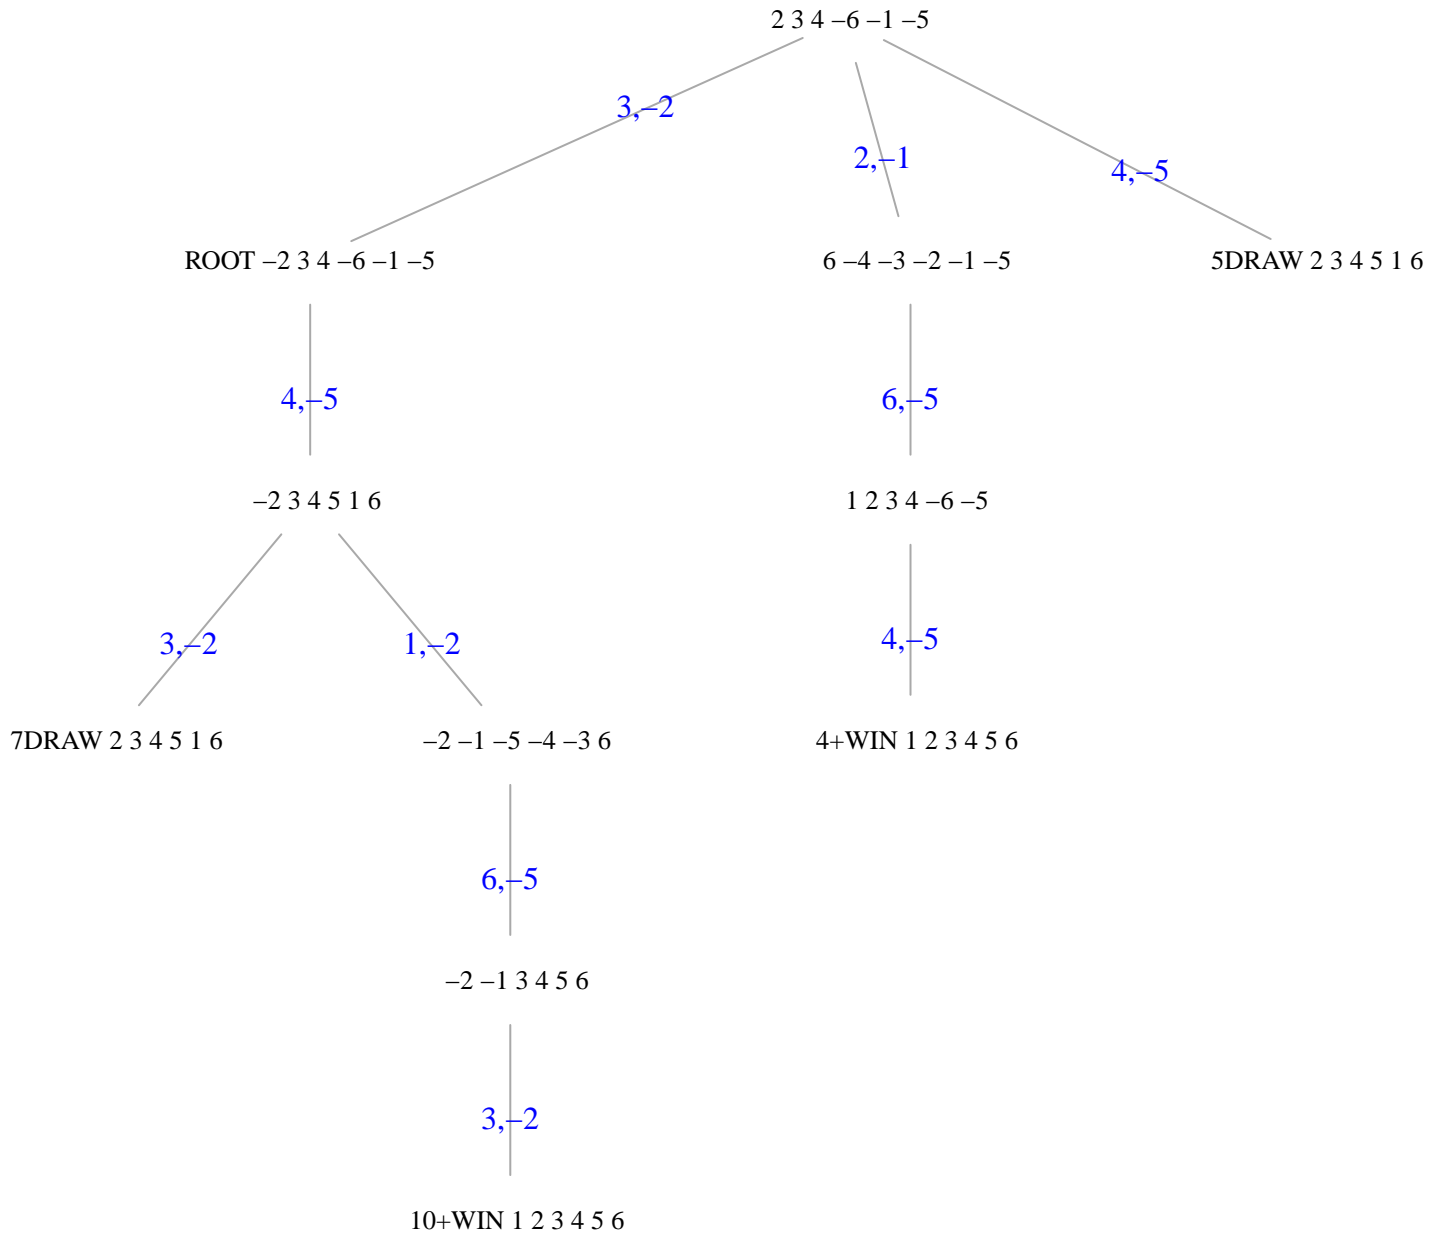 2 3 4 –6 –1 –5
3,–2
2,–1
4,–5
ROOT –2 3 4 –6 –1 –5
6 –4 –3 –2 –1 –5
5DRAW 2 3 4 5 1 6
4,–5
6,–5
–2 3 4 5 1 6
1 2 3 4 –6 –5
3,–2
1,–2
4,–5
7DRAW 2 3 4 5 1 6
–2 –1 –5 –4 –3 6
4+WIN 1 2 3 4 5 6
6,–5
–2 –1 3 4 5 6
3,–2
10+WIN 1 2 3 4 5 6